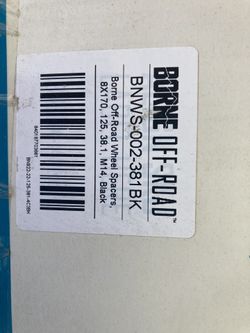 BORNE OFF-ROAD
BNWS-002-381BK
Borne Off-Road Wheel Spacers,
8X170, 125, 38.1, M14, Black